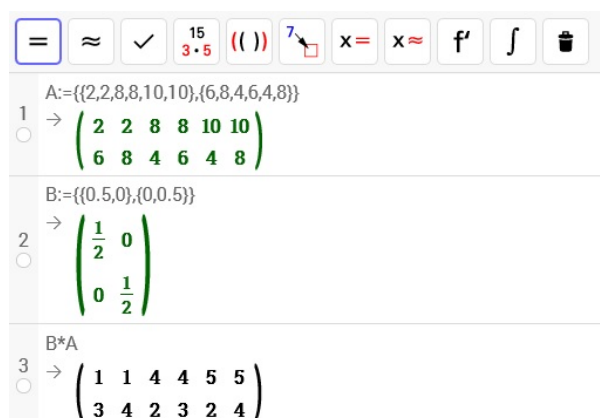 = ≈ ✓ 15 3•5 (( )) 7 x= x≈ f' ∫
1
A:={{2,2,8,8,10,10},{6,8,4,6,4,8}}
→ ( 2 2 8 8 10 10
6 8 4 6 4 8 )
2
B:={{0.5,0},{0,0.5}}
→ ( 1/2 0
0 1/2 )
3
B*A
→ ( 1 1 4 4 5 5
3 4 2 3 2 4 )